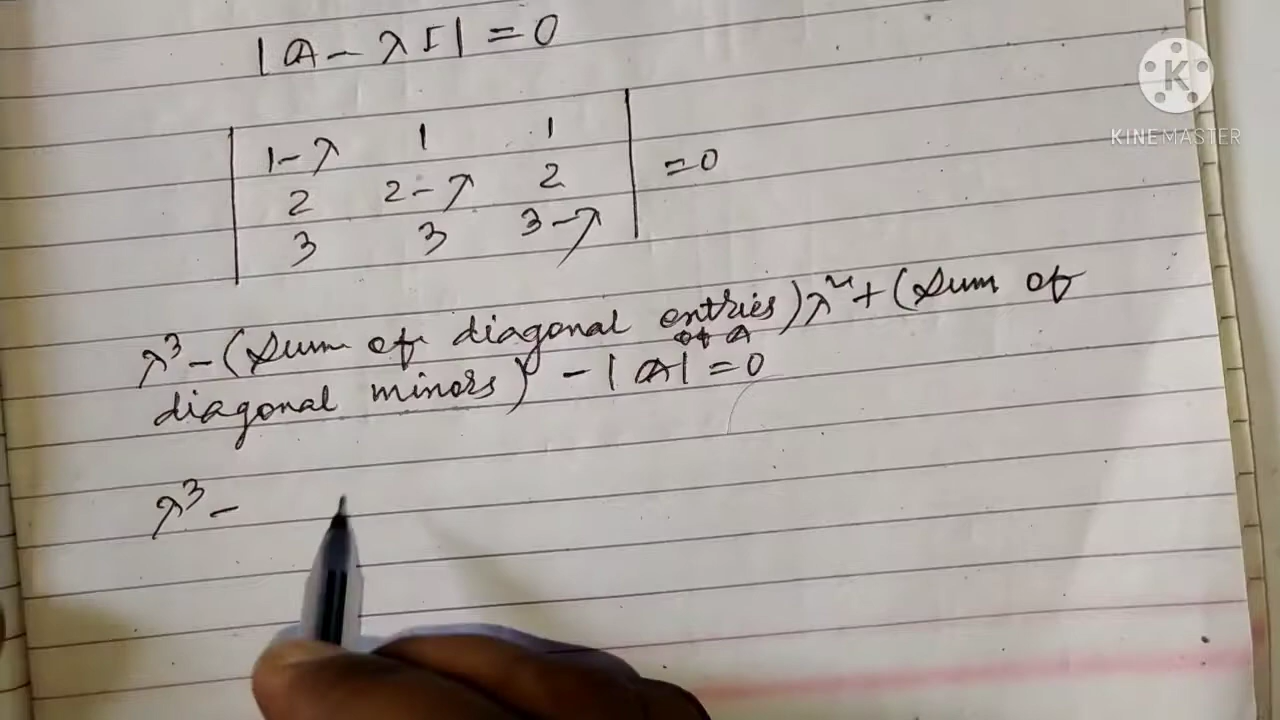 |A - λI| = 0
K
KINEMASTER
1-λ 1 1
2 2-λ 2 =0
3 3 3-λ
λ³ - (Sum of diagonal entries)λ² + (Sum of
of A
diagonal minors) - |A| = 0
λ³ -